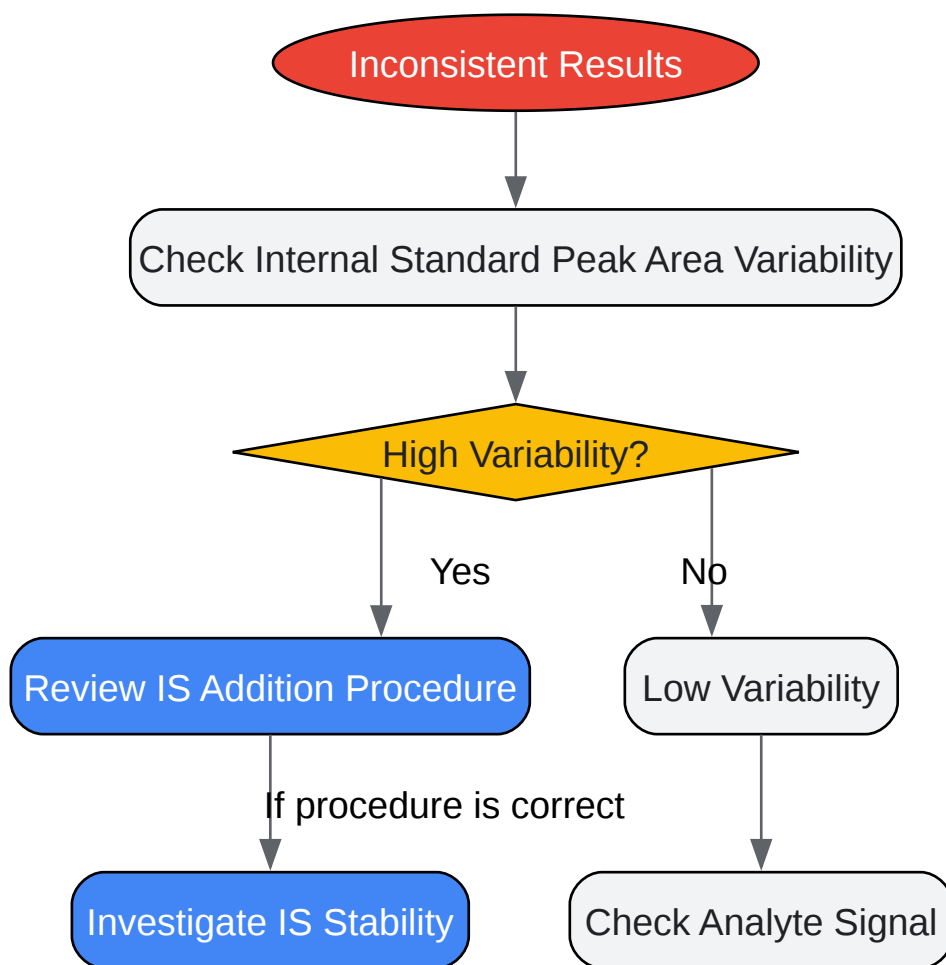 Inconsistent Results
Check Internal Standard Peak Area Variability
High Variability?
Yes
No
Review IS Addition Procedure
Low Variability
If procedure is correct
Investigate IS Stability
Check Analyte Signal